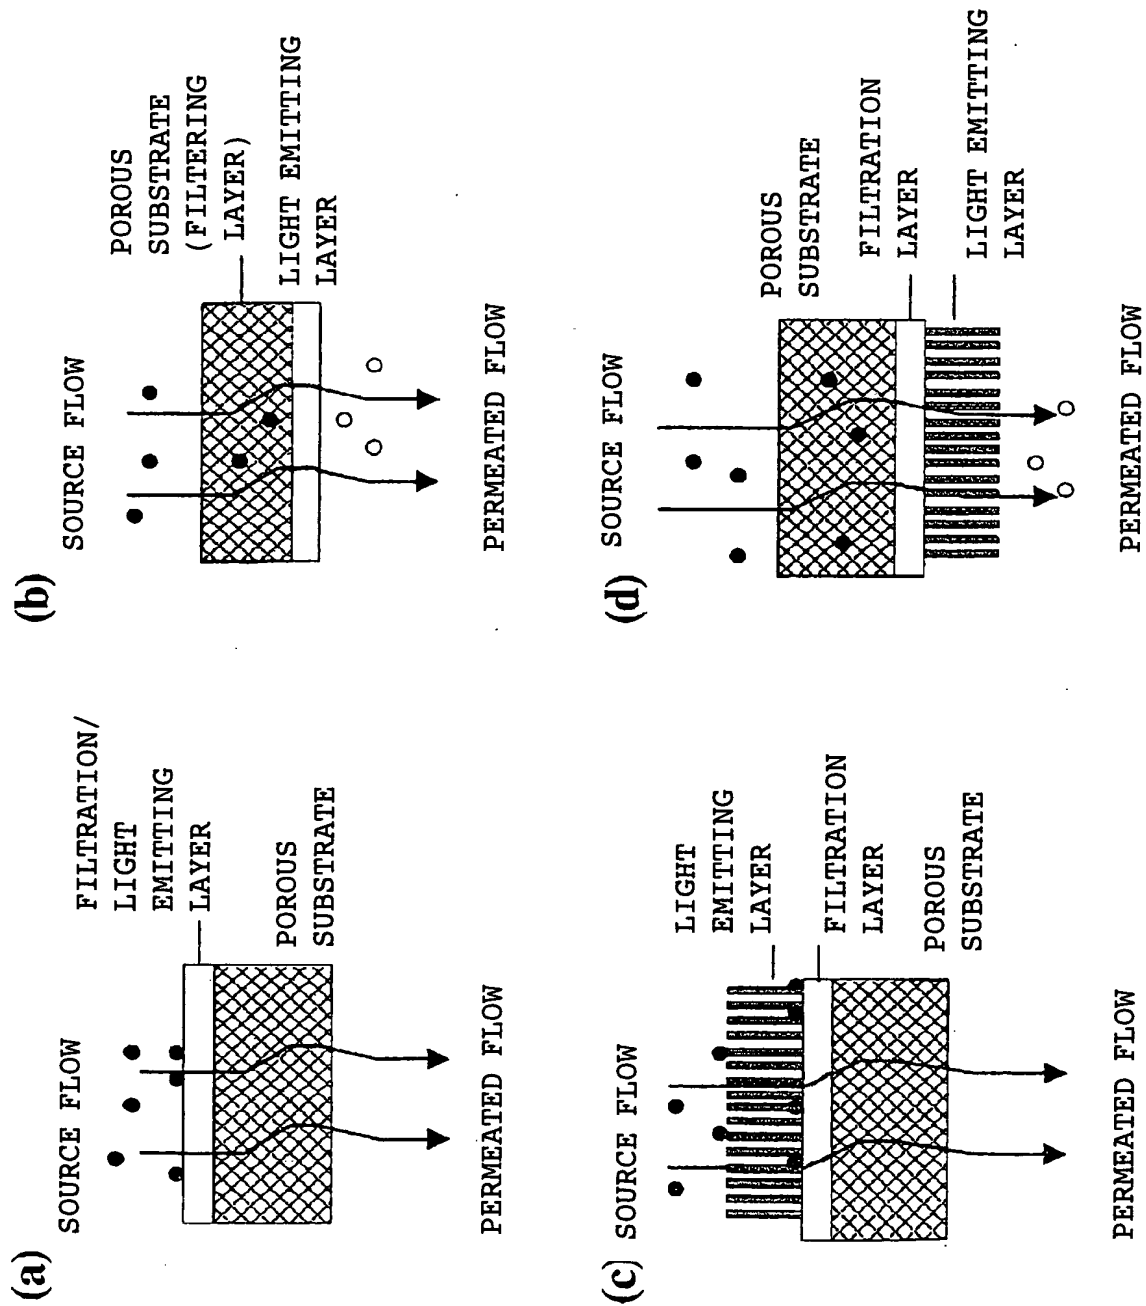 (a)
SOURCE FLOW
FILTRATION/
LIGHT
EMITTING
LAYER
POROUS
SUBSTRATE
PERMEATED FLOW
(b)
SOURCE FLOW
POROUS
SUBSTRATE
(FILTERING
LAYER)
LIGHT EMITTING
LAYER
PERMEATED FLOW
(c)
SOURCE FLOW
LIGHT
EMITTING
LAYER
FILTRATION
LAYER
POROUS
SUBSTRATE
PERMEATED FLOW
(d)
SOURCE FLOW
POROUS
SUBSTRATE
FILTRATION
LAYER
LIGHT EMITTING
LAYER
PERMEATED FLOW